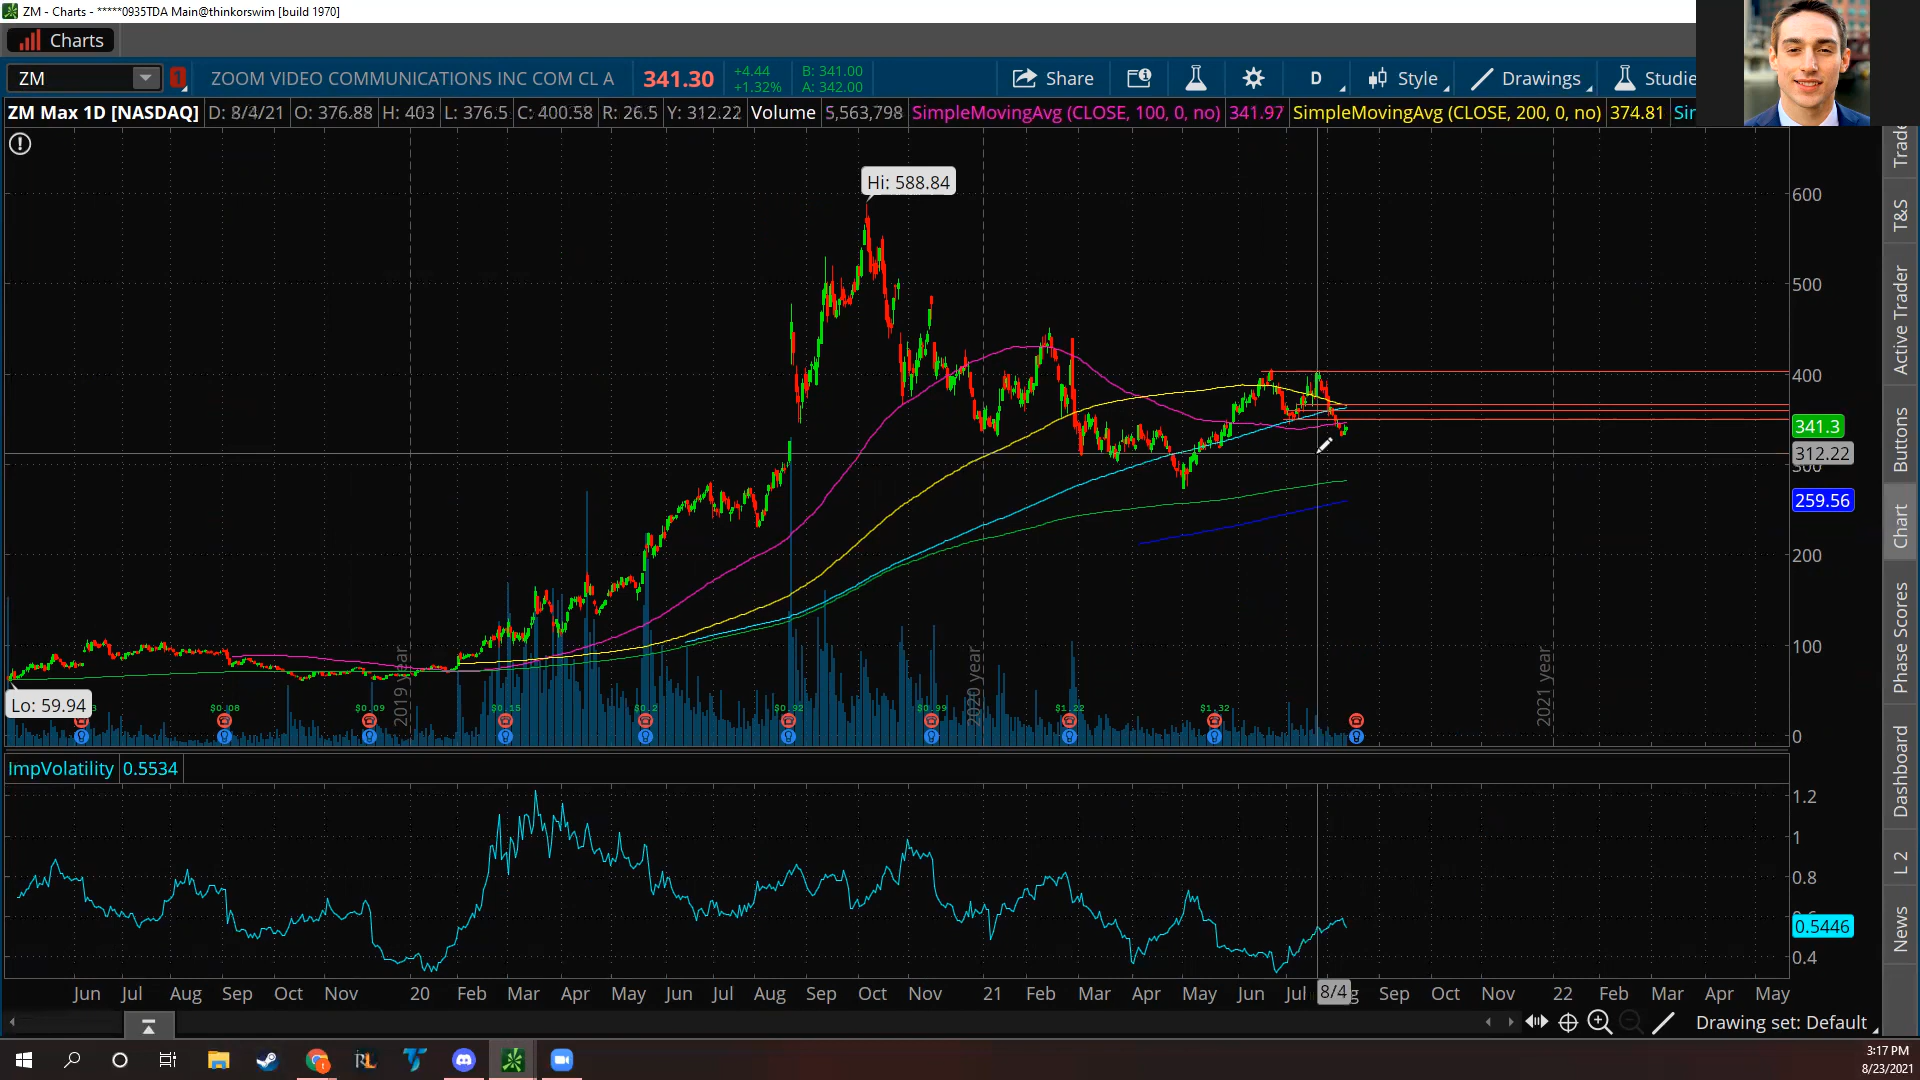 ZM - Charts - *****0935TDA Main@thinkorswim [build 1970]
Charts
ZM
1
ZOOM VIDEO COMMUNICATIONS INC COM CL A
341.30
+4.44
+1.32%
B: 341.00
A: 342.00
Share
D
Style
Drawings
Studie
ZM Max 1D [NASDAQ] D: 8/4/21 O: 376.88 H: 403 L: 376.5 C: 400.58 R: 26.5 Y: 312.22 Volume 5,563,798 SimpleMovingAvg (CLOSE, 100, 0, no) 341.97 SimpleMovingAvg (CLOSE, 200, 0, no) 374.81 Sir
Hi: 588.84
600
500
400
341.3
312.22
300
259.56
200
100
0
Lo: 59.94
2019 year
2020 year
2021 year
3 $0.08 $0.09 $0.15 $0.2 $0.92 $0.99 $1.22 $1.32
ImpVolatility 0.5534
1.2
1
0.8
0.5446
0.4
Jun Jul Aug Sep Oct Nov 20 Feb Mar Apr May Jun Jul Aug Sep Oct Nov 21 Feb Mar Apr May Jun Jul 8/4 g Sep Oct Nov 22 Feb Mar Apr May
Drawing set: Default
Trade
T&S
Active Trader
Buttons
Chart
Phase Scores
Dashboard
L 2
News
3:17 PM
8/23/2021